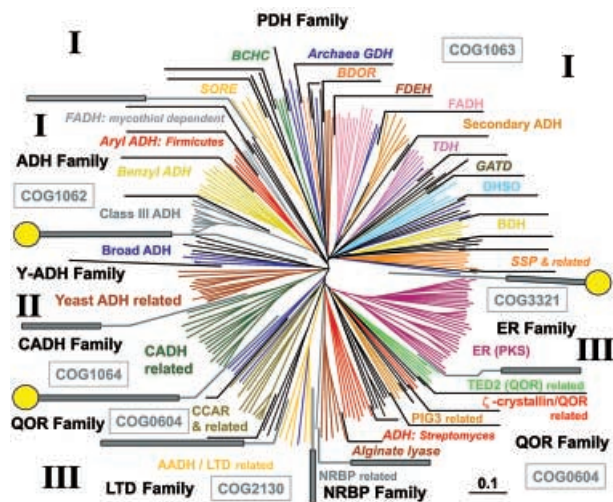 PDH Family
I
I
BCHC
Archaea GDH
COG1063
BDOR
SORE
FDEH
FADH: mycothiol dependent
FADH
I
Aryl ADH: Firmicutes
Secondary ADH
ADH Family
TDH
Benzyl ADH
GATD
COG1062
DHSO
Class III ADH
BDH
Broad ADH
SSP & related
Y-ADH Family
COG3321
II
Yeast ADH related
ER Family
III
CADH Family
CADH
related
ER (PKS)
COG1064
TED2 (QOR) related
ζ-crystallin/QOR
related
QOR Family
COG0604
CCAR
& related
PIG3 related
ADH: Streptomyces
QOR Family
III
AADH / LTD related
Alginate lyase
NRBP related
0.1
COG0604
LTD Family
COG2130
NRBP Family